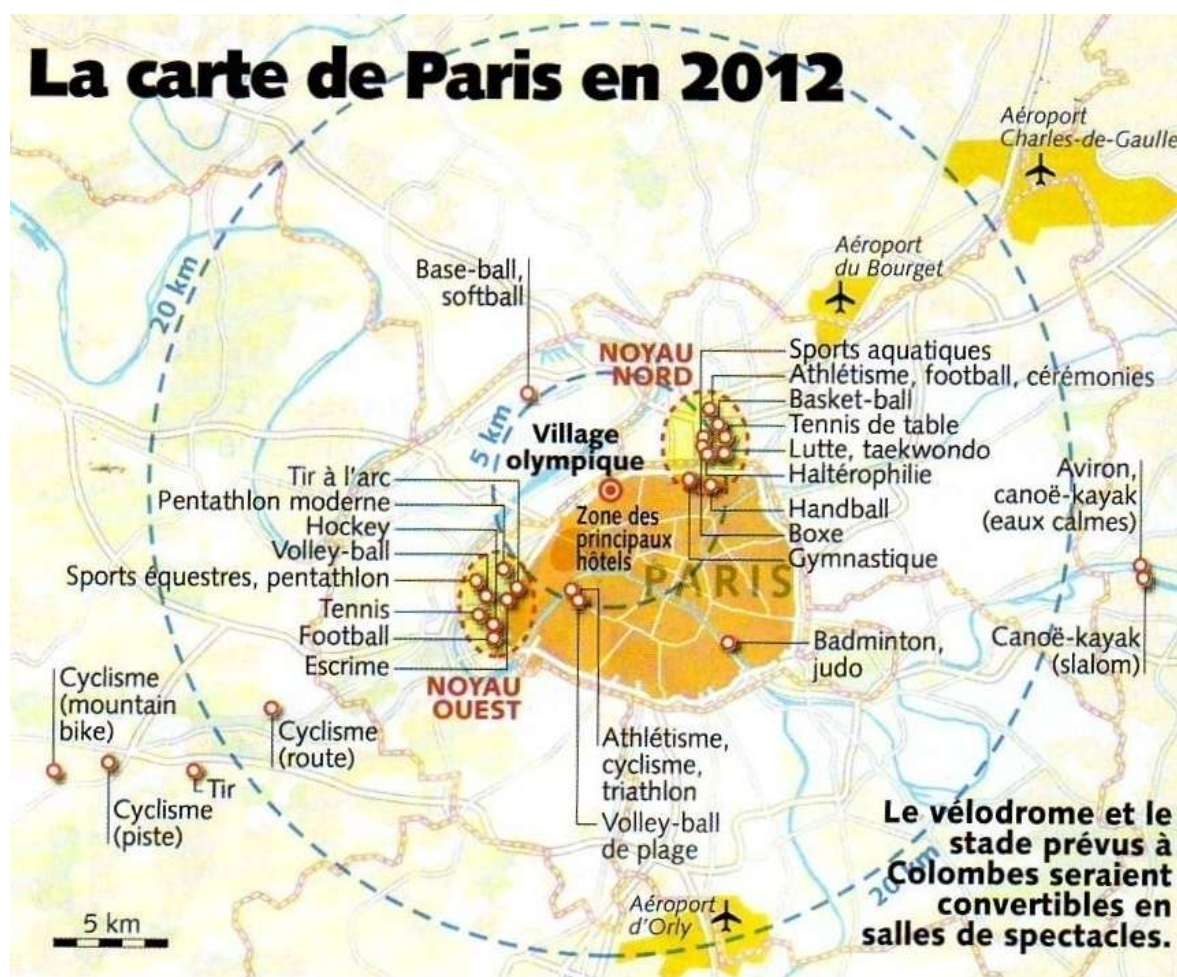 La carte de Paris en 2012
Aéroport
Charles-de-Gaulle
Aéroport
du Bourget
20 km
Base-ball,
softball
NOYAU
NORD
Sports aquatiques
Athlétisme, football, cérémonies
Basket-ball
Tennis de table
Lutte, taekwondo
Haltérophilie
Handball
Boxe
Gymnastique
5 km
Village
olympique
Zone des
principaux
hôtels
PARIS
Tir à l'arc
Pentathlon moderne
Hockey
Volley-ball
Sports équestres, pentathlon
Tennis
Football
Escrime
NOYAU
OUEST
Aviron,
canoë-kayak
(eaux calmes)
Canoë-kayak
(slalom)
Badminton,
judo
Cyclisme
(mountain
bike)
Cyclisme
(route)
Tir
Cyclisme
(piste)
Athlétisme,
cyclisme,
triathlon
Volley-ball
de plage
20 km
Le vélodrome et le
stade prévus à
Colombes seraient
convertibles en
salles de spectacles.
Aéroport
d'Orly
5 km